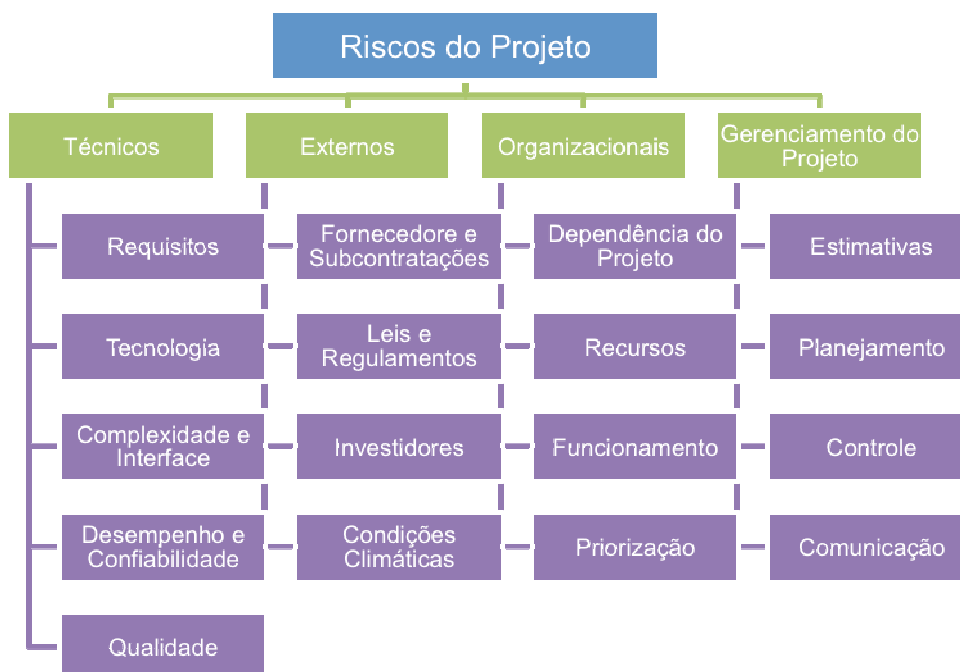 Riscos do Projeto
Técnicos
Externos
Organizacionais
Gerenciamento do
Projeto
Requisitos
Fornecedore e
Subcontratações
Dependência do
Projeto
Estimativas
Tecnologia
Leis e
Regulamentos
Recursos
Planejamento
Complexidade e
Interface
Investidores
Funcionamento
Controle
Desempenho e
Confiabilidade
Condições
Climáticas
Priorização
Comunicação
Qualidade